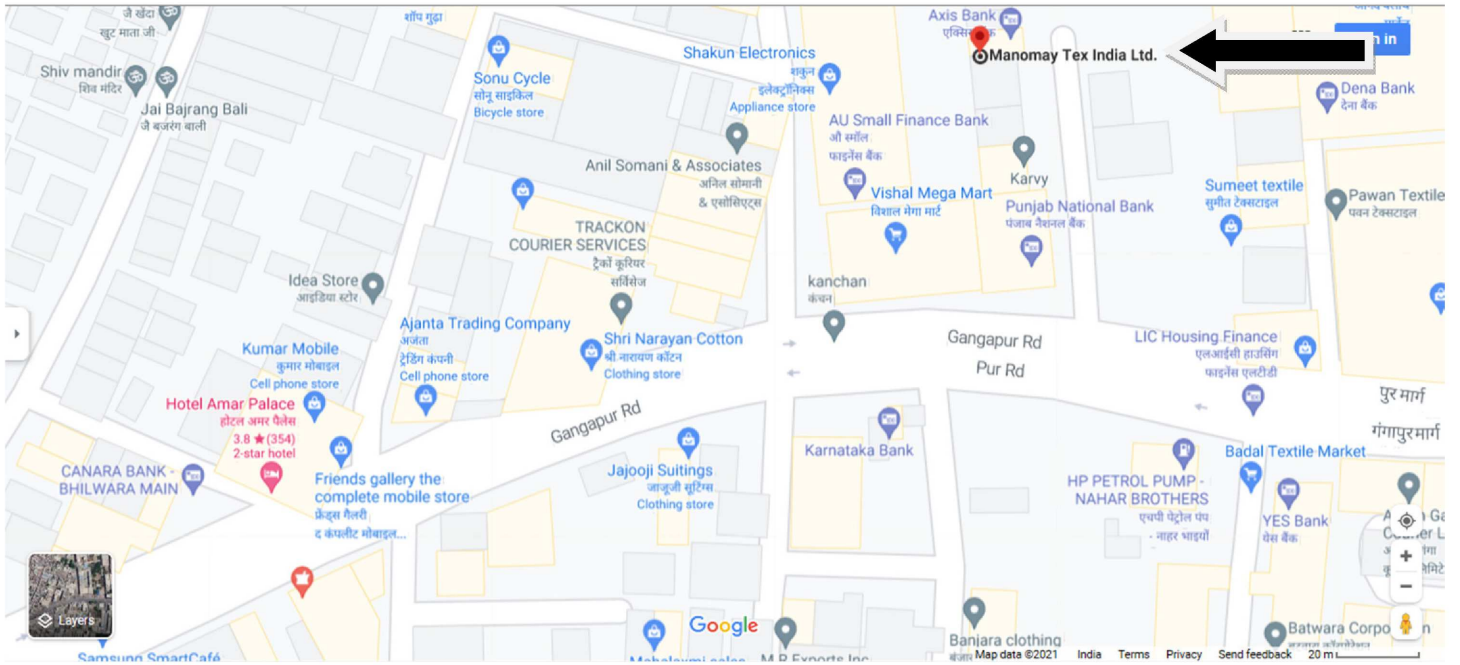 जै खेंदा
खुट माता जी
Shiv mandir
शिव मंदिर
Jai Bajrang Bali
जै बजरंग बाली
शॉप गुढ़ा
Sonu Cycle
सोनू साइकिल
Bicycle store
Shakun Electronics
शकुन
इलेक्ट्रॉनिक्स
Appliance store
Axis Bank
Manomay Tex India Ltd.
in
Dena Bank
देना बैंक
AU Small Finance Bank
औ स्मॉल
फाइनेंस बैंक
Anil Somani & Associates
अनिल सोमानी
& एसोसिएट्स
Karvy
Vishal Mega Mart
विशाल मेगा मार्ट
Punjab National Bank
पंजाब नैशनल बैंक
Sumeet textile
सुमीत टेक्सटाइल
Pawan Textile
पवन टेक्सटाइल
TRACKON
COURIER SERVICES
ट्रैकों कूरियर
सर्विसेज
Idea Store
आइडिया स्टोर
kanchan
कंचन
Ajanta Trading Company
अजंता
ट्रेडिंग कंपनी
Cell phone store
Shri Narayan Cotton
श्री नारायण कॉटन
Clothing store
Gangapur Rd
Pur Rd
LIC Housing Finance
एलआईसी हाउसिंग
फाइनेंस एलटीडी
Kumar Mobile
कुमार मोबाइल
Cell phone store
Hotel Amar Palace
होटल अमर पैलेस
3.8 ★ (354)
2-star hotel
Gangapur Rd
पुर मार्ग
गंगापुर मार्ग
Karnataka Bank
CANARA BANK -
BHILWARA MAIN
Friends gallery the
complete mobile store
फ्रेंड्स गैलरी
द कंपलीट मोबाइल...
Jajooji Suitings
जाजूजी सूटिंग्स
Clothing store
HP PETROL PUMP -
NAHAR BROTHERS
एचपी पेट्रोल पंप
- नाहर भाइयों
Badal Textile Market
YES Bank
येस बैंक
Layers
Google
Banjara clothing
Batwara Corpo
Samsung SmartCafé
Mahalaxmi sales
M R Exports Inc
Map data ©2021 India Terms Privacy Send feedback 20 m